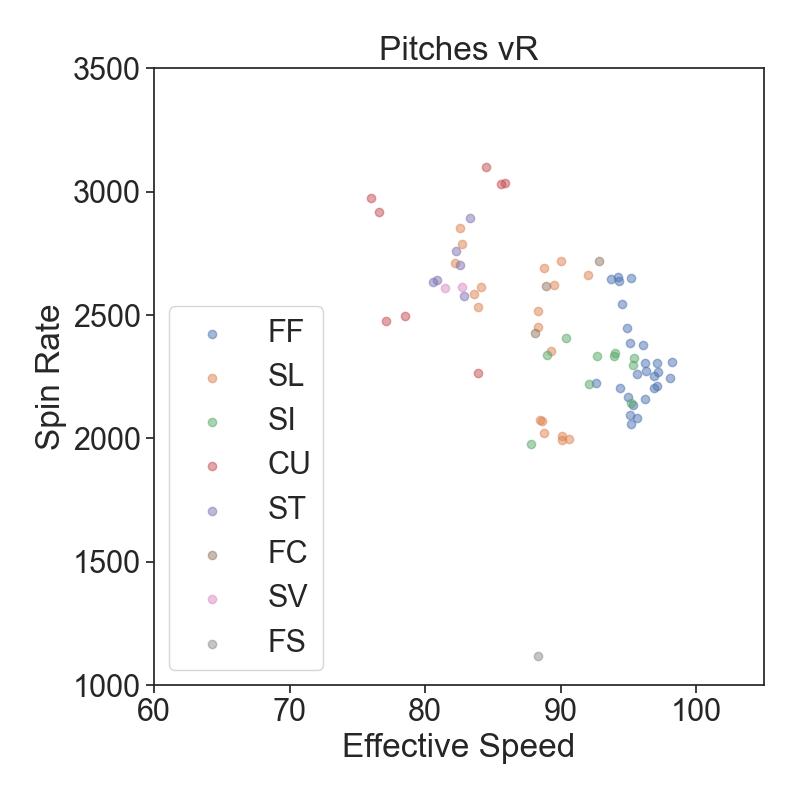 Pitches vR
3500
3000
2500
2000
1500
1000
Spin Rate
FF
SL
SI
CU
ST
FC
SV
FS
60 70 80 90 100
Effective Speed